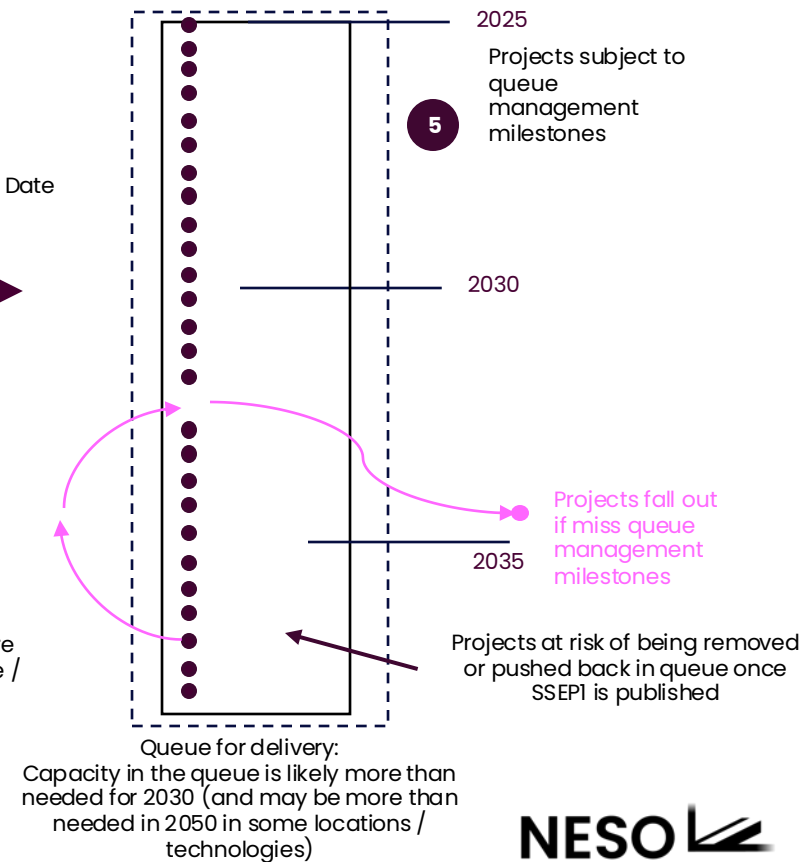 2025
Projects subject to
queue
management
milestones
5
Date
2030
Projects fall out
if miss queue
management
milestones
2035
re
e /
Projects at risk of being removed
or pushed back in queue once
SSEP1 is published
Queue for delivery:
Capacity in the queue is likely more than
needed for 2030 (and may be more than
needed in 2050 in some locations /
technologies)
NESO